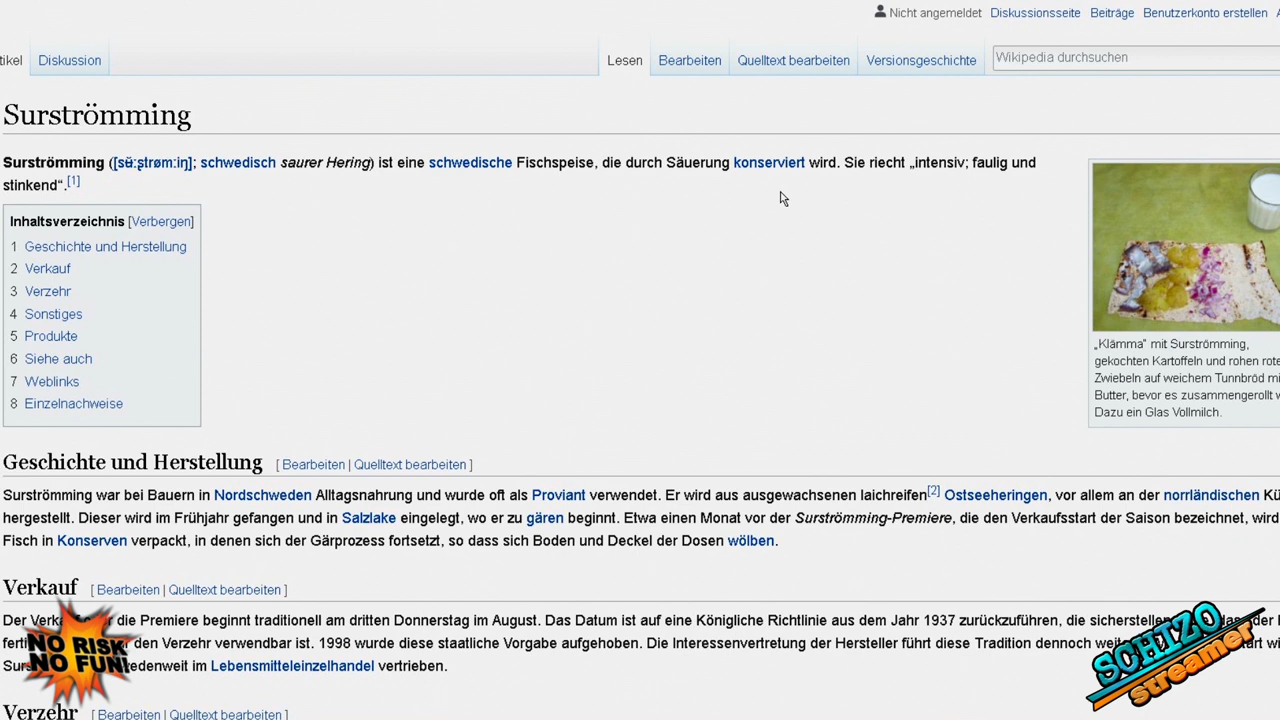 Nicht angemeldet Diskussionsseite Beiträge Benutzerkonto erstellen
tikel Diskussion Lesen Bearbeiten Quelltext bearbeiten Versionsgeschichte Wikipedia durchsuchen
Surströmming
Surströmming ([sʉ̟ːʂtrømːiŋ]; schwedisch saurer Hering) ist eine schwedische Fischspeise, die durch Säuerung konserviert wird. Sie riecht „intensiv; faulig und
stinkend“.[1]
Inhaltsverzeichnis [Verbergen]
1 Geschichte und Herstellung
2 Verkauf
3 Verzehr
4 Sonstiges
5 Produkte
6 Siehe auch
7 Weblinks
8 Einzelnachweise
„Klämma“ mit Surströmming,
gekochten Kartoffeln und rohen rote
Zwiebeln auf weichem Tunnbröd mi
Butter, bevor es zusammengerollt w
Dazu ein Glas Vollmilch.
Geschichte und Herstellung [ Bearbeiten | Quelltext bearbeiten ]
Surströmming war bei Bauern in Nordschweden Alltagsnahrung und wurde oft als Proviant verwendet. Er wird aus ausgewachsenen laichreifen[2] Ostseeheringen, vor allem an der norrländischen Kü
hergestellt. Dieser wird im Frühjahr gefangen und in Salzlake eingelegt, wo er zu gären beginnt. Etwa einen Monat vor der Surströmming-Premiere, die den Verkaufsstart der Saison bezeichnet, wird
Fisch in Konserven verpackt, in denen sich der Gärprozess fortsetzt, so dass sich Boden und Deckel der Dosen wölben.
Verkauf [ Bearbeiten | Quelltext bearbeiten ]
Der Verka die Premiere beginnt traditionell am dritten Donnerstag im August. Das Datum ist auf eine Königliche Richtlinie aus dem Jahr 1937 zurückzuführen, die sicherstellen der
ferti den Verzehr verwendbar ist. 1998 wurde diese staatliche Vorgabe aufgehoben. Die Interessenvertretung der Hersteller führt diese Tradition dennoch weit art wi
Surs edenweit im Lebensmitteleinzelhandel vertrieben.
NO RISK
NO FUN!
SCHIZO
streamer
Verzehr [ Bearbeiten | Quelltext bearbeiten ]